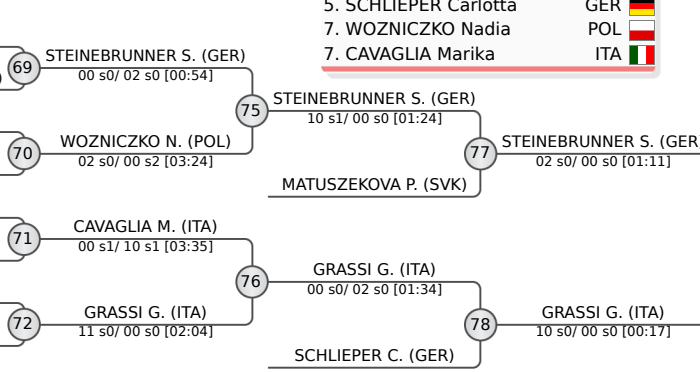 5. SCHLIEPER Carlotta GER
7. WOZNICZKO Nadia POL
7. CAVAGLIA Marika ITA
69
STEINEBRUNNER S. (GER)
00 s0/ 02 s0 [00:54]
75
STEINEBRUNNER S. (GER)
10 s1/ 00 s0 [01:24]
70
WOZNICZKO N. (POL)
02 s0/ 00 s2 [03:24]
77
STEINEBRUNNER S. (GER
02 s0/ 00 s0 [01:11]
MATUSZEKOVA P. (SVK)
71
CAVAGLIA M. (ITA)
00 s1/ 10 s1 [03:35]
76
GRASSI G. (ITA)
00 s0/ 02 s0 [01:34]
72
GRASSI G. (ITA)
11 s0/ 00 s0 [02:04]
78
GRASSI G. (ITA)
10 s0/ 00 s0 [00:17]
SCHLIEPER C. (GER)